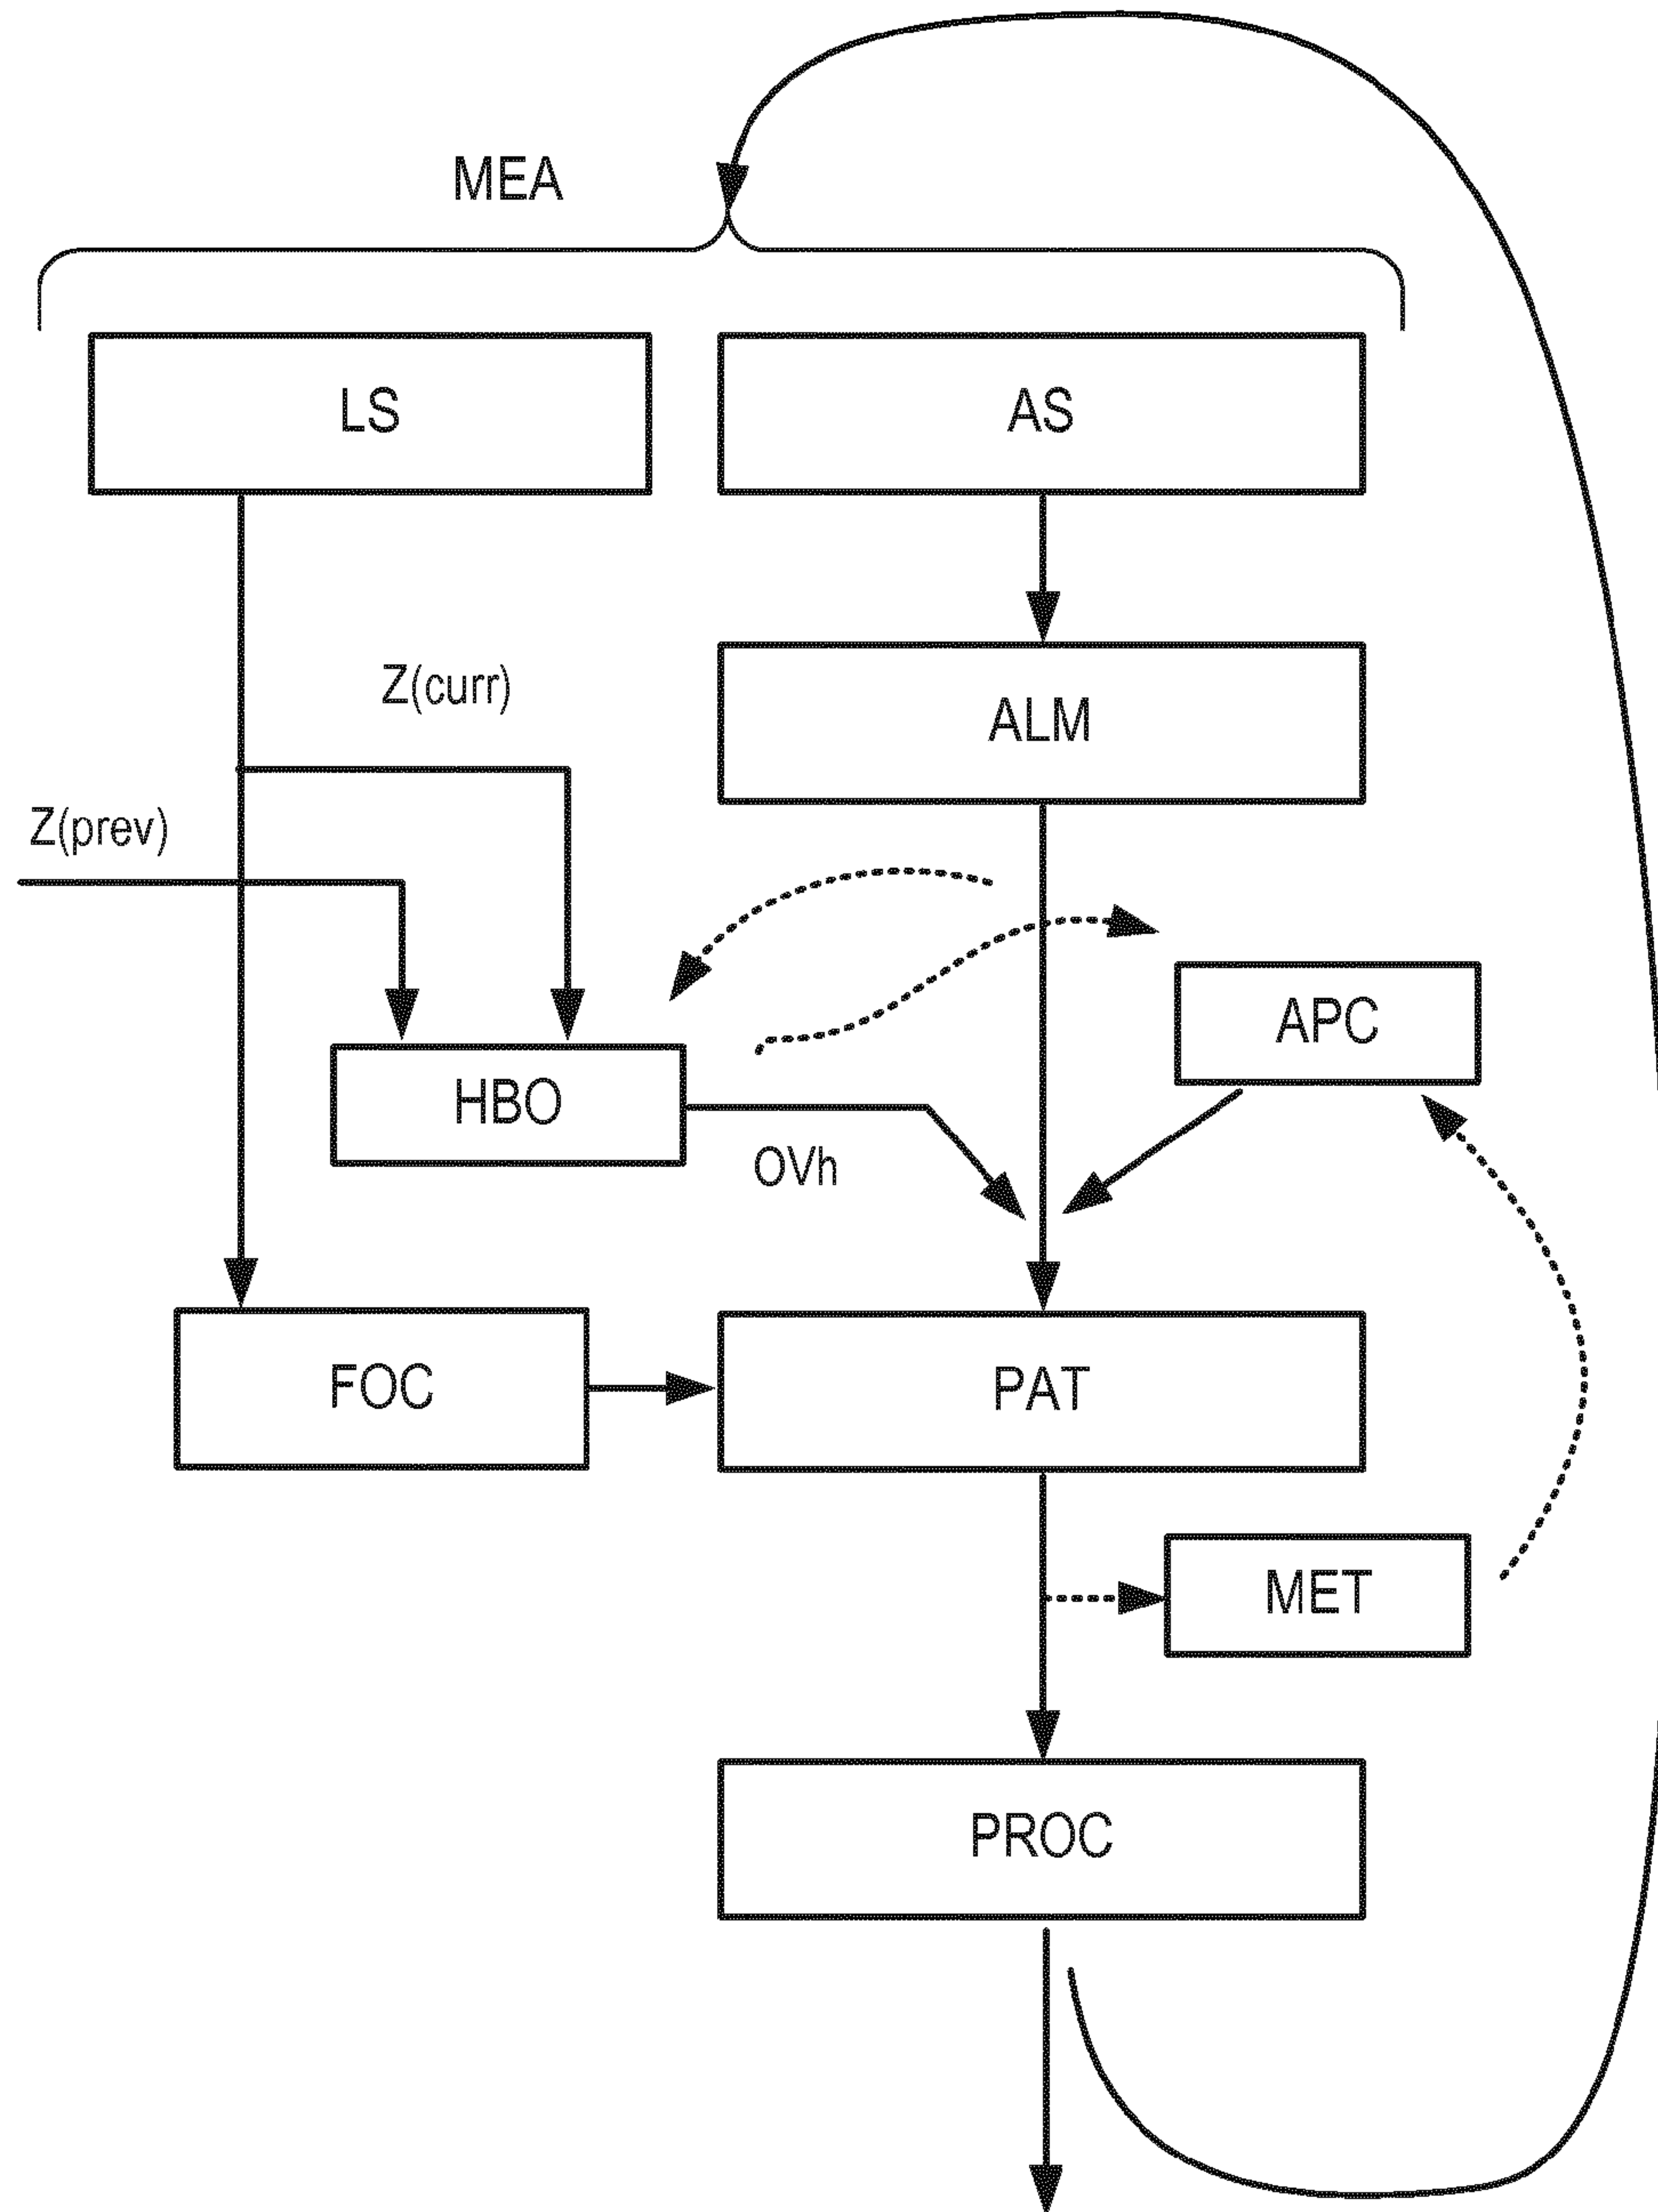 MEA
LS
AS
Z(curr)
ALM
Z(prev)
APC
HBO
OVh
FOC
PAT
MET
PROC